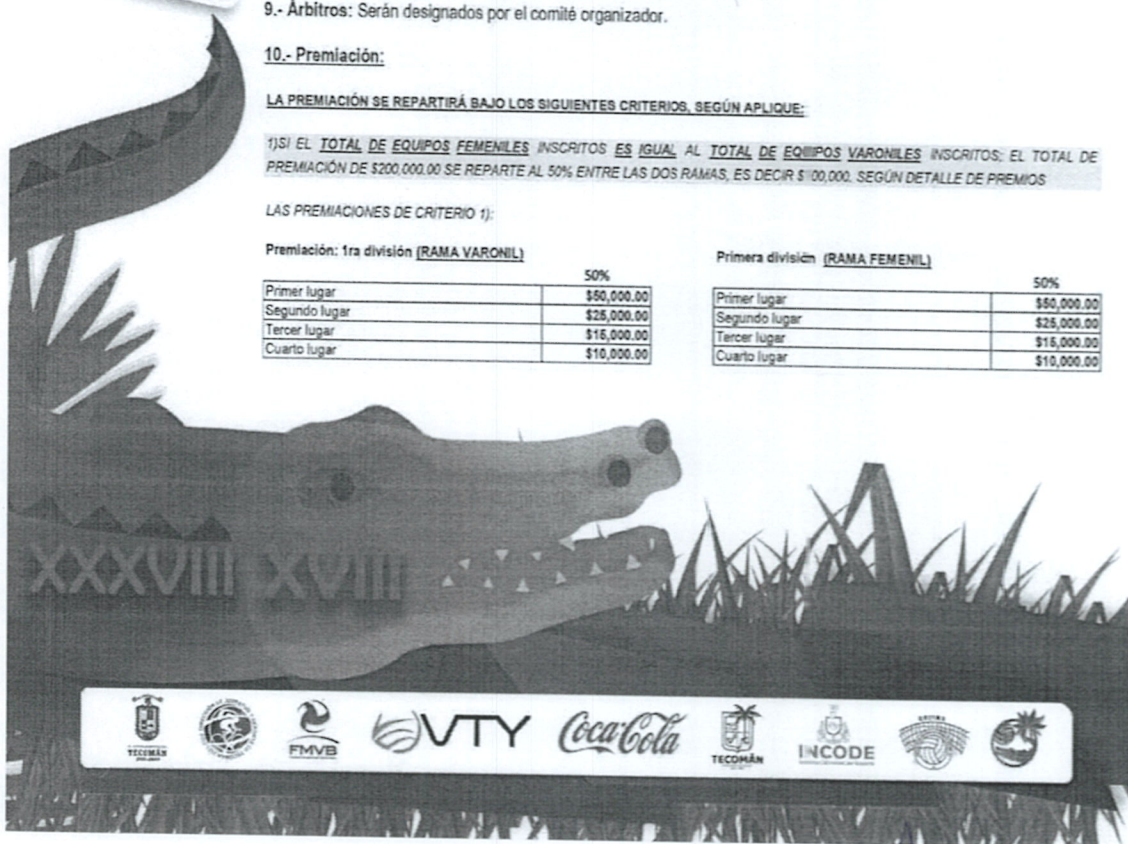 9.- Árbitros: Serán designados por el comité organizador.
10.- Premiación:
LA PREMIACIÓN SE REPARTIRÁ BAJO LOS SIGUIENTES CRITERIOS, SEGÚN APLIQUE:
1)SI EL TOTAL DE EQUIPOS FEMENILES INSCRITOS ES IGUAL AL TOTAL DE EQUIPOS VARONILES INSCRITOS; EL TOTAL DE
PREMIACIÓN DE $200,000.00 SE REPARTE AL 50% ENTRE LAS DOS RAMAS, ES DECIR $100,000. SEGÚN DETALLE DE PREMIOS
LAS PREMIACIONES DE CRITERIO 1):
Premiación: 1ra división (RAMA VARONIL)
50%
Primer lugar $50,000.00
Segundo lugar $25,000.00
Tercer lugar $15,000.00
Cuarto lugar $10,000.00
Primera división (RAMA FEMENIL)
50%
Primer lugar $50,000.00
Segundo lugar $25,000.00
Tercer lugar $15,000.00
Cuarto lugar $10,000.00
XXXVIII XVIII
TECOMÁN
FMVB
VTY
Coca-Cola
TECOMÁN
INCODE